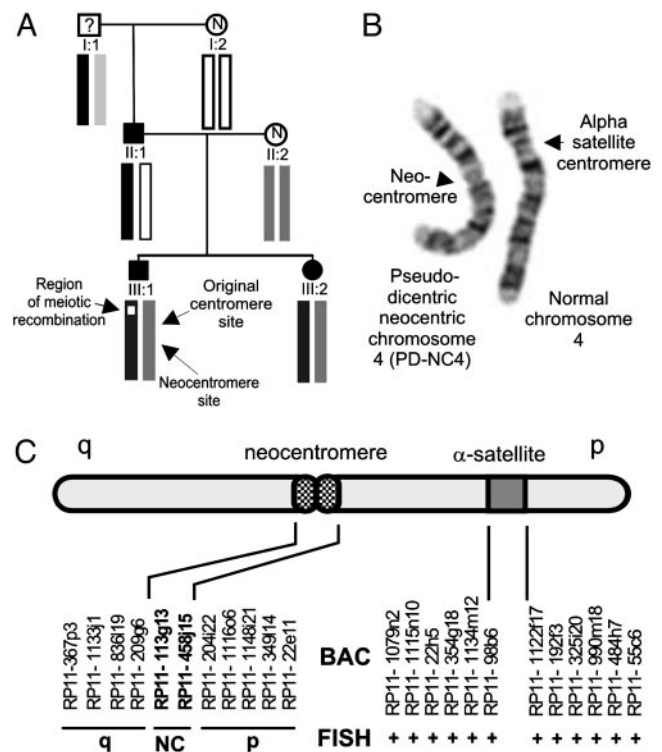 A
?
N
I:1
I:2
II:1
N
II:2
III:1
III:2
Region
of meiotic
recombination
Original
centromere
site
Neocentromere
site
B
Alpha
satellite
centromere
Neo-
centromere
Pseudo-
dicentric
neocentric
chromosome
4 (PD-NC4)
Normal
chromosome
4
C
q
neocentromere
α-satellite
p
RP11-367p3
RP11- 1133j1
RP11- 836i19
RP11- 209g6
RP11- 113g13
RP11- 458j15
RP11- 204i22
RP11- 1116o6
RP11- 1148i21
RP11- 349l14
RP11- 22e11
BAC
RP11- 1079n2
RP11- 1115n10
RP11- 22h5
RP11- 354g18
RP11- 1134m12
RP11- 98b6
RP11- 1122f17
RP11- 192f3
RP11- 325i20
RP11- 990m18
RP11- 484h7
RP11- 55c6
q NC p FISH + + + + + + + + + + + +